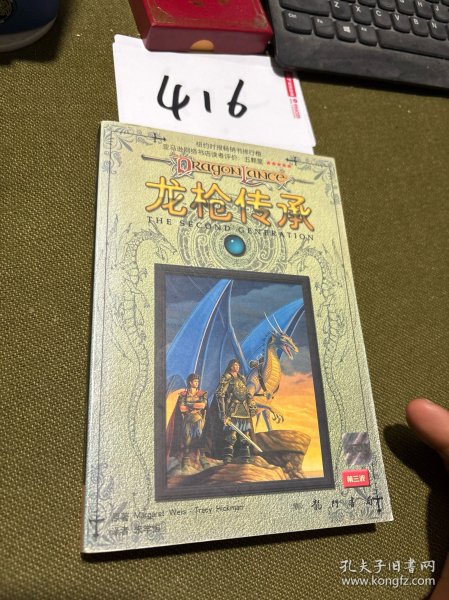 416
纽约时报畅销书排行榜
亚马逊网络书店读者评价：五颗星 ★★★★★
DRAGONLANCE
龙枪传承
THE SECOND GENERATION
第三波
Margaret Weis Tracy Hickman
孔夫子旧书网
www.kongfz.com